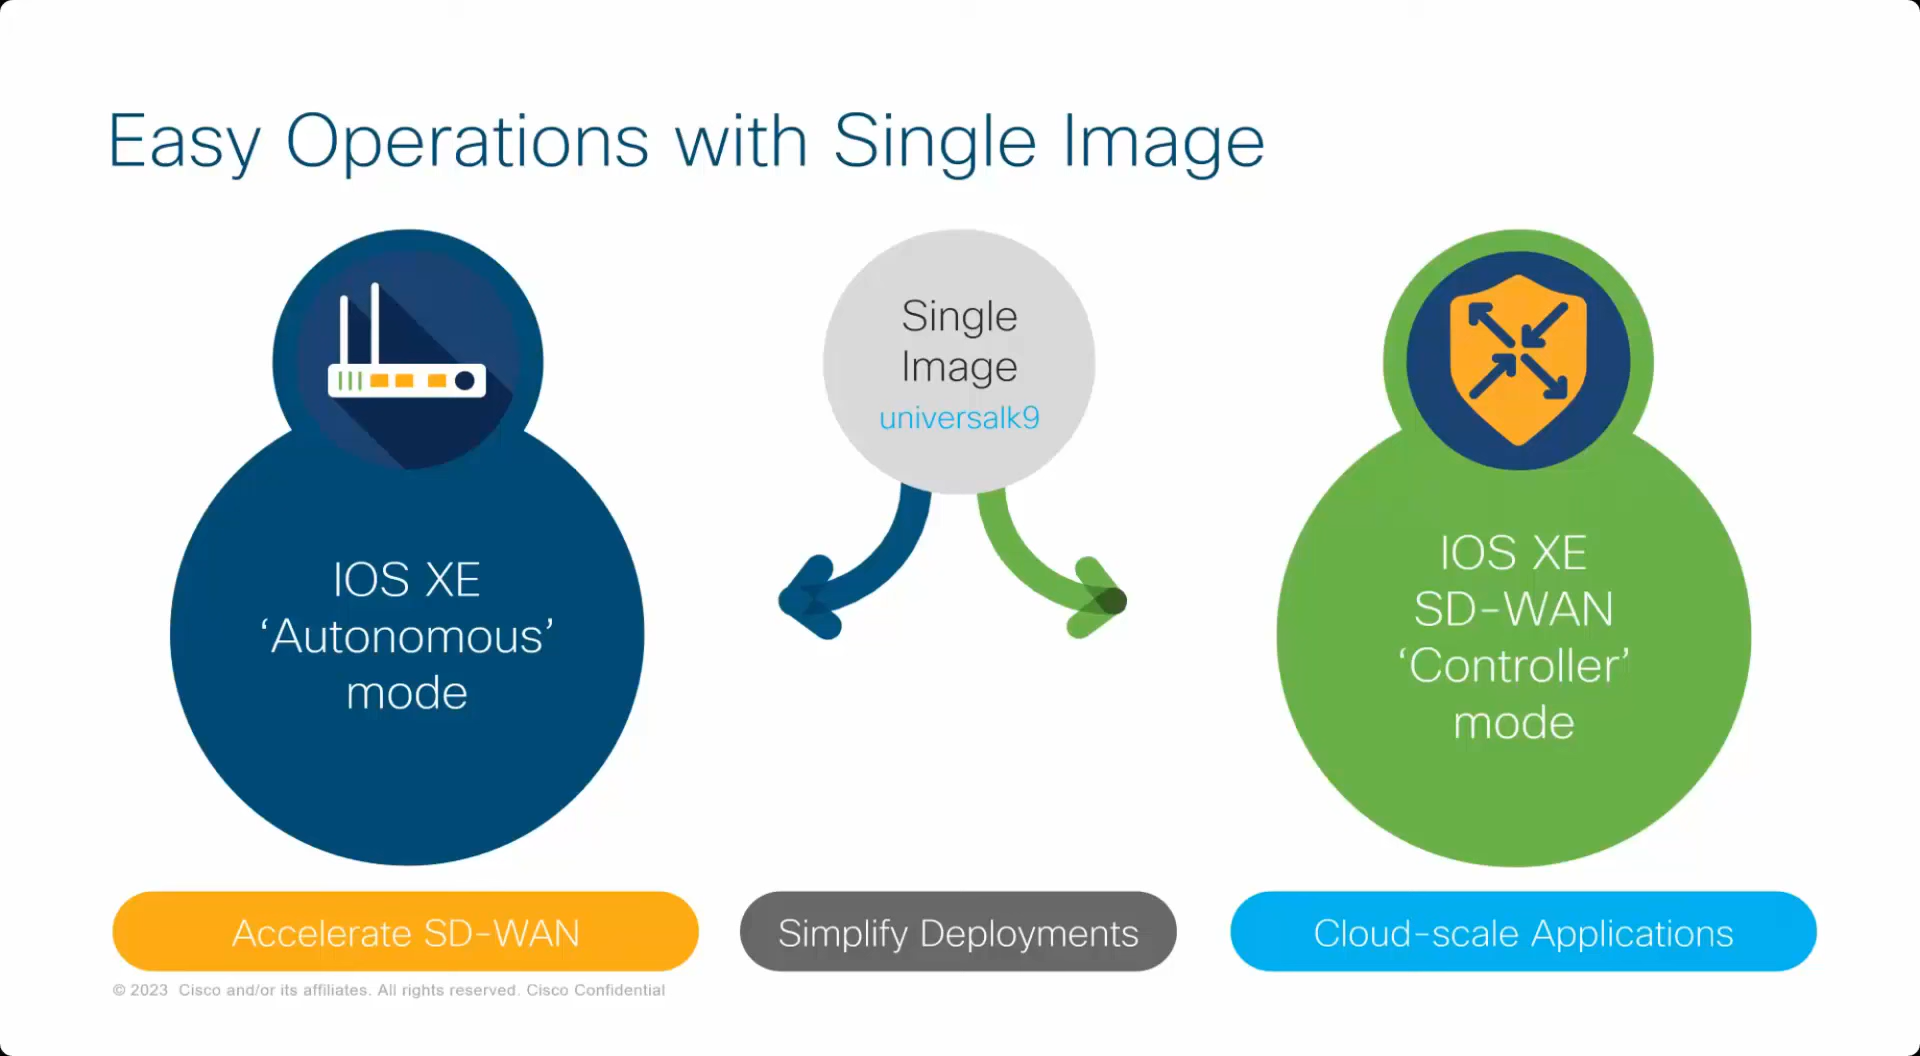 Easy Operations with Single Image
Single
Image
universalk9
IOS XE
‘Autonomous’
mode
IOS XE
SD-WAN
‘Controller’
mode
Accelerate SD-WAN
Simplify Deployments
Cloud-scale Applications
© 2023 Cisco and/or its affiliates. All rights reserved. Cisco Confidential